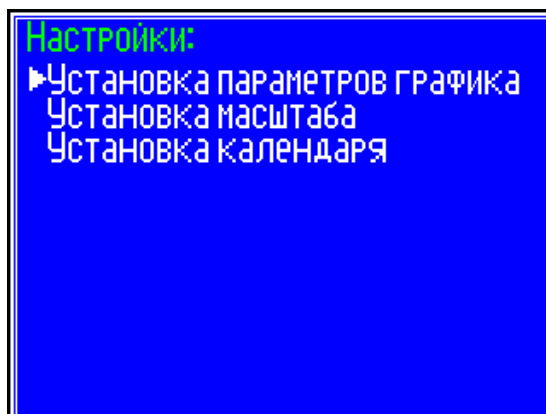 Настройки:
Установка параметров графика
Установка масштаба
Установка календаря